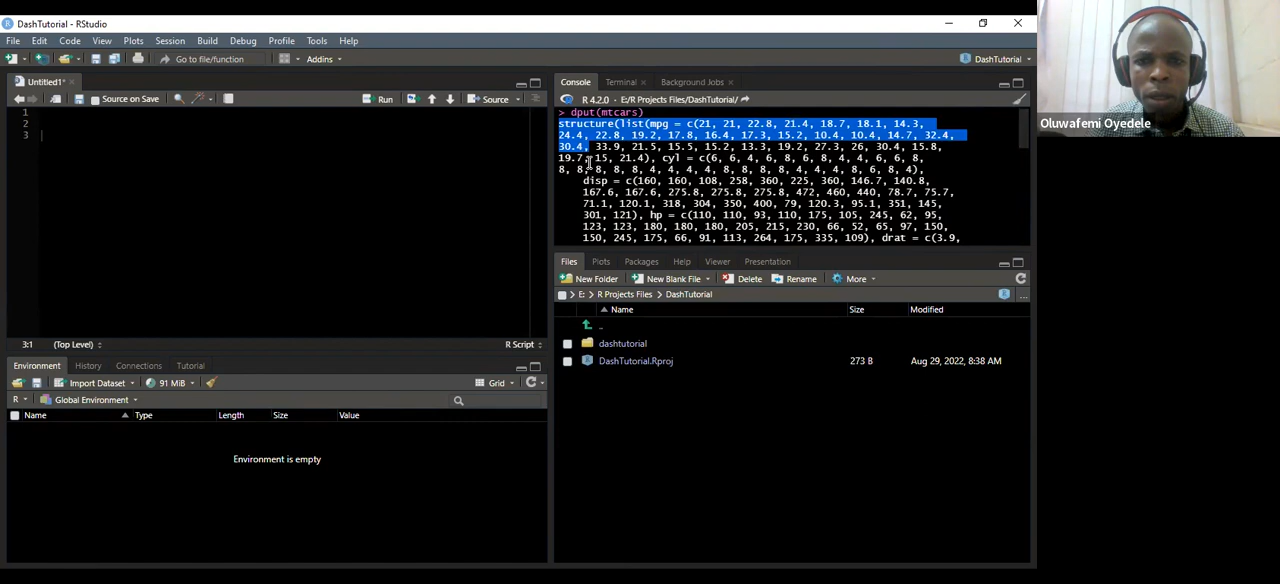 DashTutorial - RStudio
File Edit Code View Plots Session Build Debug Profile Tools Help
Go to file/function Addins DashTutorial
Untitled1*
Source on Save Run Source
1
2
3
3:1 (Top Level) R Script
Environment History Connections Tutorial
Import Dataset 91 MiB Grid
R Global Environment
Name Type Length Size Value
Environment is empty
Console Terminal Background Jobs
R 4.2.0 · E:/R Projects Files/DashTutorial/
> dput(mtcars)
structure(list(mpg = c(21, 21, 22.8, 21.4, 18.7, 18.1, 14.3,
24.4, 22.8, 19.2, 17.8, 16.4, 17.3, 15.2, 10.4, 10.4, 14.7, 32.4,
30.4, 33.9, 21.5, 15.5, 15.2, 13.3, 19.2, 27.3, 26, 30.4, 15.8,
19.7, 15, 21.4), cyl = c(6, 6, 4, 6, 8, 6, 8, 4, 4, 6, 6, 8,
8, 8, 8, 8, 8, 4, 4, 4, 4, 8, 8, 8, 8, 4, 4, 4, 8, 6, 8, 4),
disp = c(160, 160, 108, 258, 360, 225, 360, 146.7, 140.8,
167.6, 167.6, 275.8, 275.8, 275.8, 472, 460, 440, 78.7, 75.7,
71.1, 120.1, 318, 304, 350, 400, 79, 120.3, 95.1, 351, 145,
301, 121), hp = c(110, 110, 93, 110, 175, 105, 245, 62, 95,
123, 123, 180, 180, 180, 205, 215, 230, 66, 52, 65, 97, 150,
150, 245, 175, 66, 91, 113, 264, 175, 335, 109), drat = c(3.9,
Files Plots Packages Help Viewer Presentation
New Folder New Blank File Delete Rename More
E: R Projects Files DashTutorial ...
Name Size Modified
..
dashtutorial
DashTutorial.Rproj 273 B Aug 29, 2022, 8:38 AM
Oluwafemi Oyedele